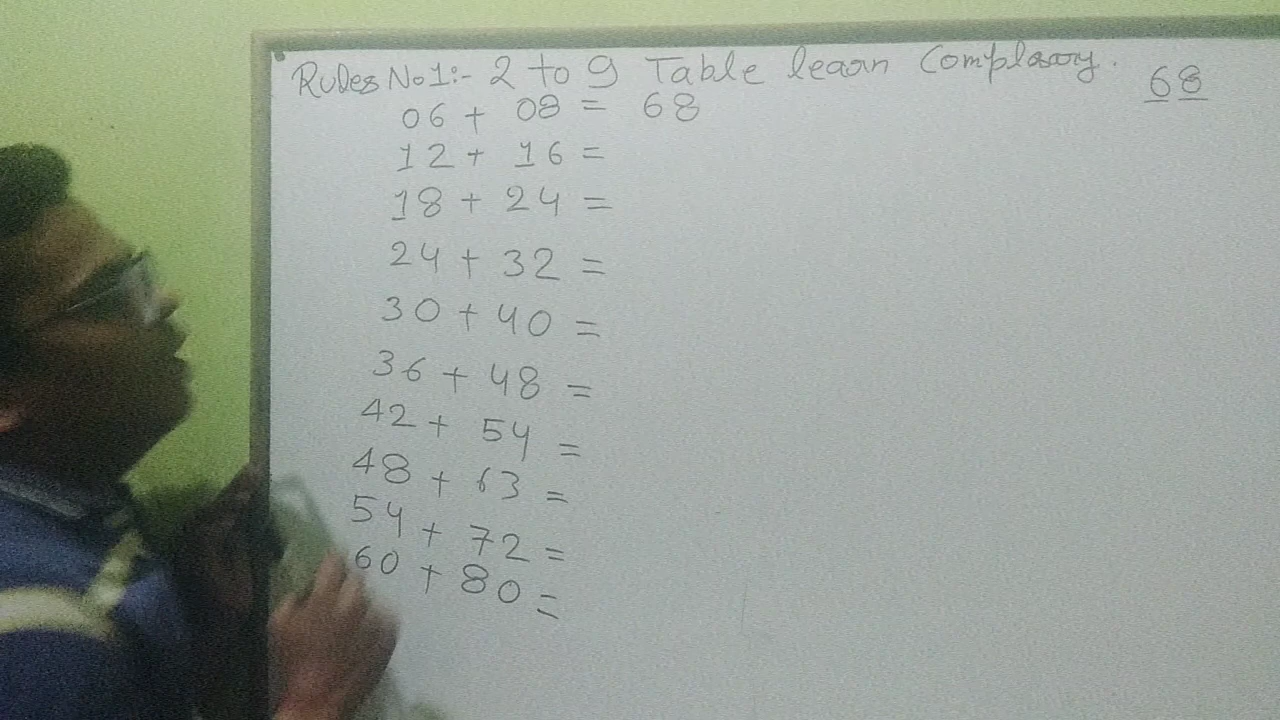 Rules No1:- 2 to 9 Table learn Complasory.
68
06 + 08 = 68
12 + 16 =
18 + 24 =
24 + 32 =
30 + 40 =
36 + 48 =
42 + 54 =
48 + 63 =
54 + 72 =
60 + 80 =